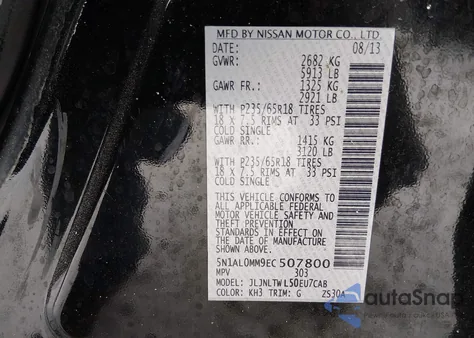 MFD BY NISSAN MOTOR CO., LTD.
DATE: 08/13
GVWR: 2682 KG
5913 LB
GAWR FR.: 1325 KG
2921 LB
WITH P235/65R18 TIRES
18 X 7.5 RIMS AT 33 PSI
COLD SINGLE
GAWR RR.: 1415 KG
3120 LB
WITH P235/65R18 TIRES
18 X 7.5 RIMS AT 33 PSI
COLD SINGLE
THIS VEHICLE CONFORMS TO
ALL APPLICABLE FEDERAL
MOTOR VEHICLE SAFETY AND
THEFT PREVENTION
STANDARDS IN EFFECT ON
THE DATE OF MANUFACTURE
SHOWN ABOVE.
5N1AL0MM9EC507800
MPV 303
MODEL: JLJNLTWL50EU7CAB
COLOR: KH3 TRIM: G ZS30A
autaSnap